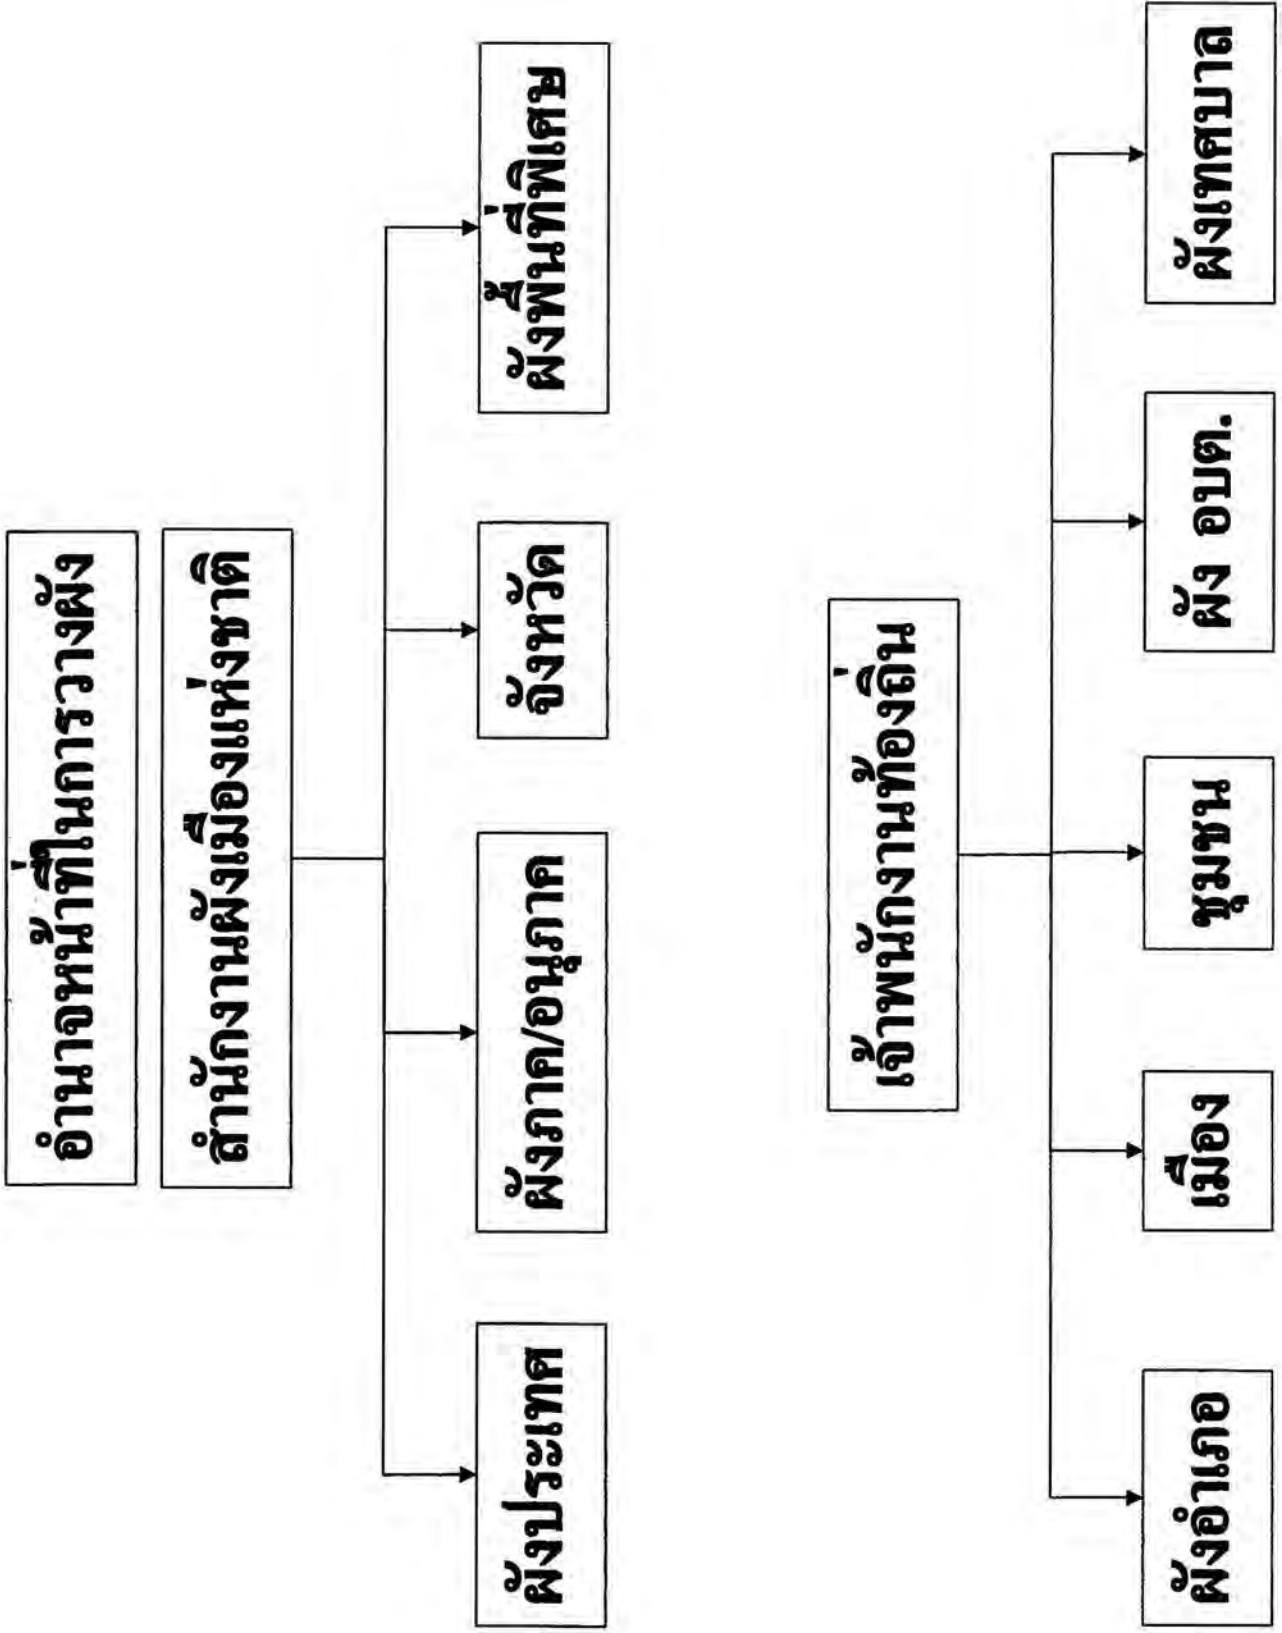 อำนาจหน้าที่ในการวางผัง
สำนักงานผังเมืองแห่งชาติ
ผังประเทศ
ผังภาค/อนุภาค
จังหวัด
ผังพื้นที่พิเศษ
เจ้าพนักงานท้องถิ่น
ผังอำเภอ
เมือง
ชุมชน
ผัง อบต.
ผังเทศบาล